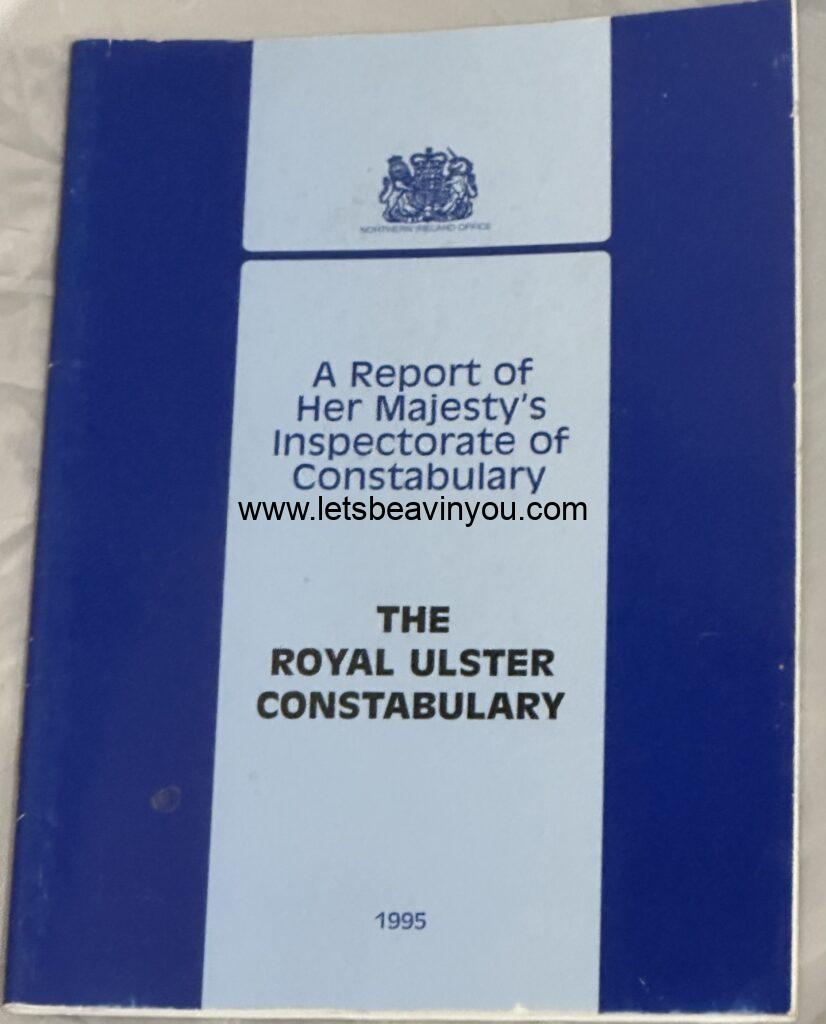 NORTHERN IRELAND OFFICE
A Report of
Her Majesty's
Inspectorate of
Constabulary
www.letsbeavinyou.com
THE
ROYAL ULSTER
CONSTABULARY
1995